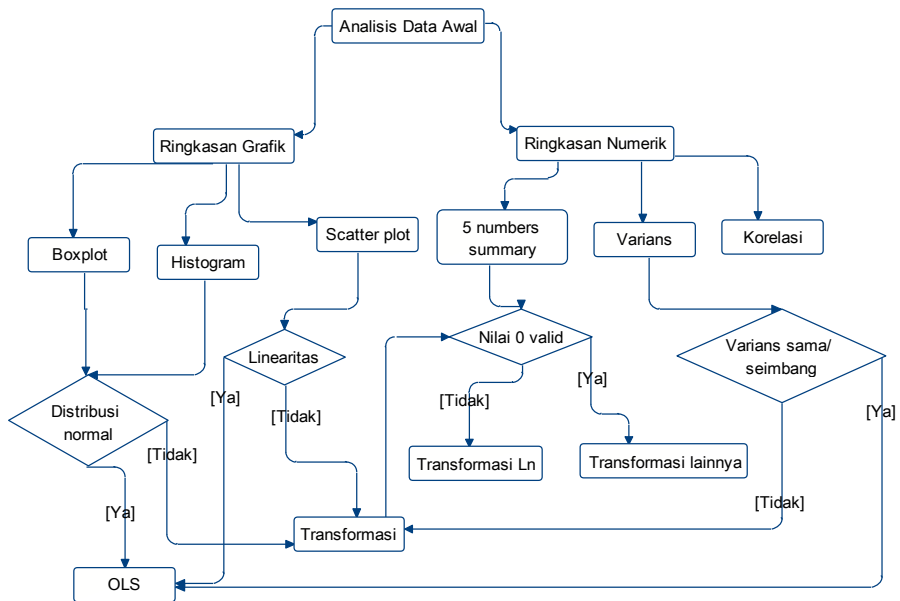 Analisis Data Awal
Ringkasan Grafik
Ringkasan Numerik
Boxplot
Histogram
Scatter plot
5 numbers
summary
Varians
Korelasi
Linearitas
Nilai 0 valid
Varians sama/
seimbang
Distribusi
normal
[Ya]
[Tidak]
[Tidak]
[Ya]
[Ya]
[Tidak]
Transformasi Ln
Transformasi lainnya
[Ya]
[Tidak]
Transformasi
OLS